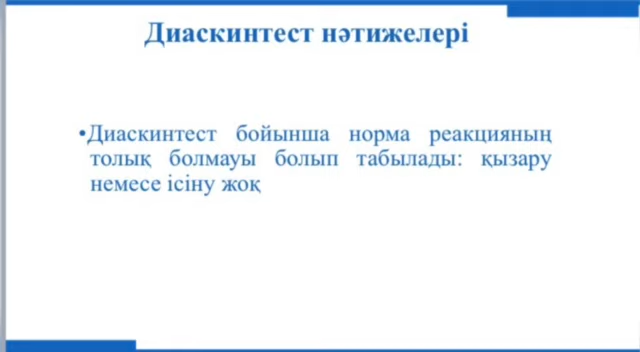 Диаскинтест нәтижелері
•Диаскинтест бойынша норма реакцияның
толық болмауы болып табылады: қызару
немесе ісіну жоқ